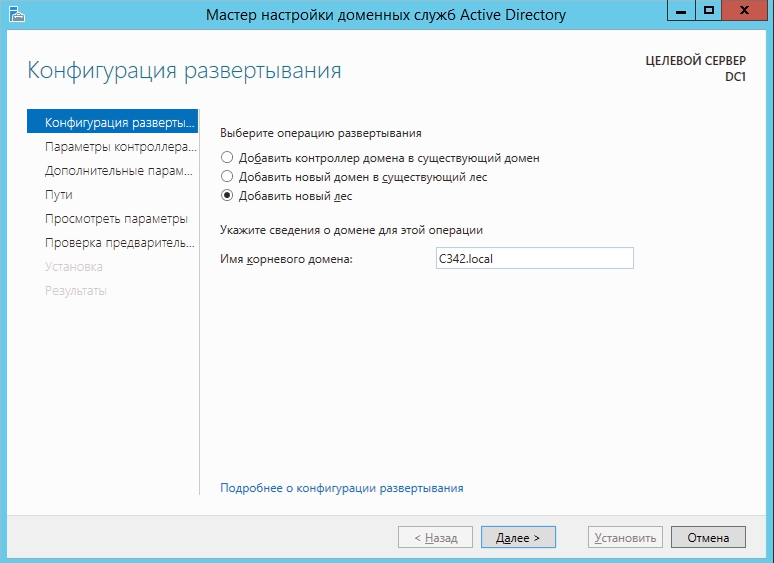 Мастер настройки доменных служб Active Directory
Конфигурация развертывания
ЦЕЛЕВОЙ СЕРВЕР
DC1
Конфигурация разверты...
Параметры контроллера...
Дополнительные парам...
Пути
Просмотреть параметры
Проверка предваритель...
Установка
Результаты
Выберите операцию развертывания
Добавить контроллер домена в существующий домен
Добавить новый домен в существующий лес
Добавить новый лес
Укажите сведения о домене для этой операции
Имя корневого домена: C342.local
Подробнее о конфигурации развертывания
< Назад Далее > Установить Отмена